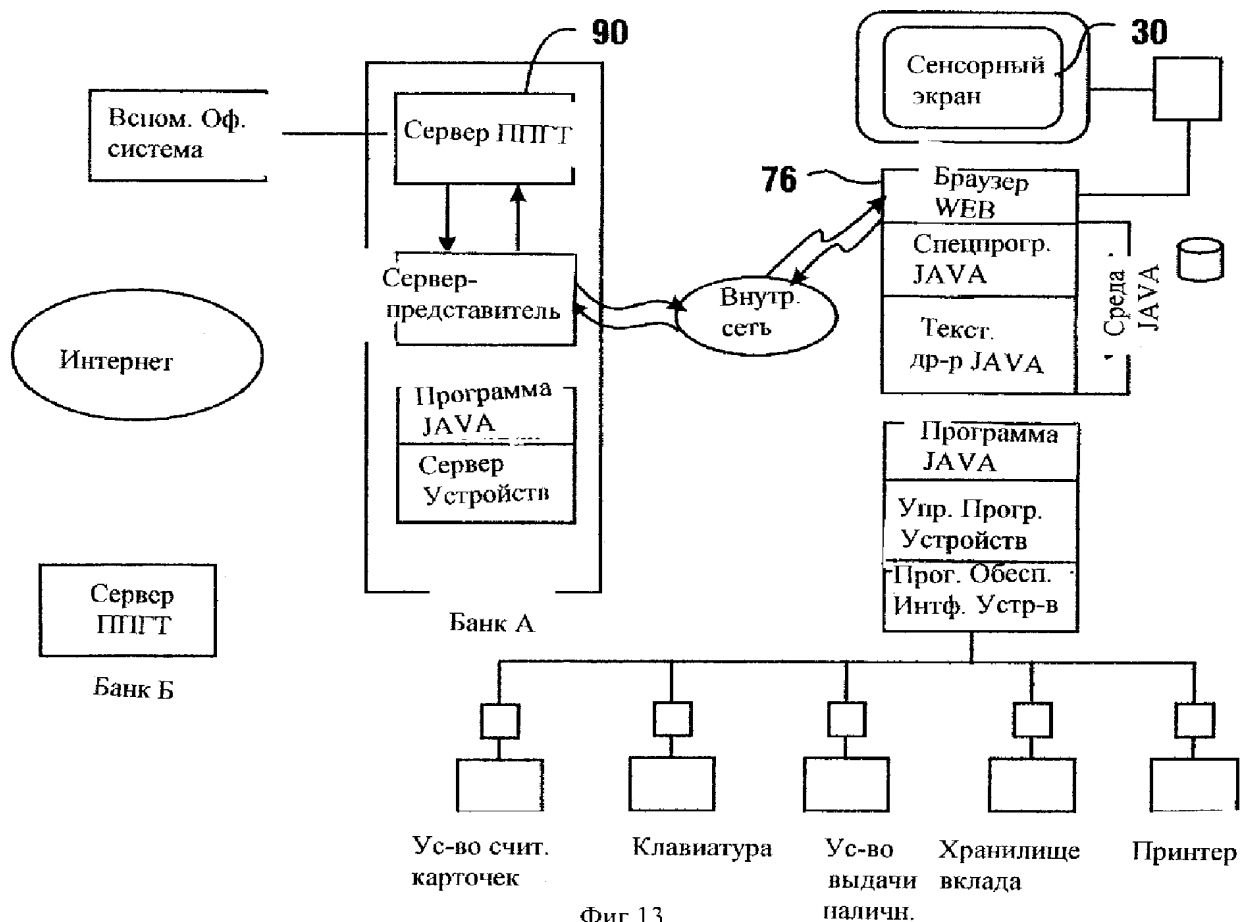 90
30
Сенсорный
экран
Вспом. Оф.
система
Сервер ППГТ
76
Браузер
WEB
Спецпрогр.
JAVA
Текст.
др-р JAVA
Среда
JAVA
Сервер-
представитель
Внутр.
сеть
Интернет
Программа
JAVA
Сервер
Устройств
Программа
JAVA
Упр. Прогр.
Устройств
Прог. Обесп.
Интф. Устр-в
Банк А
Сервер
ППГТ
Банк Б
Ус-во счит.
карточек
Клавиатура
Ус-во
выдачи
наличн.
Хранилище
вклада
Принтер
Фиг 13